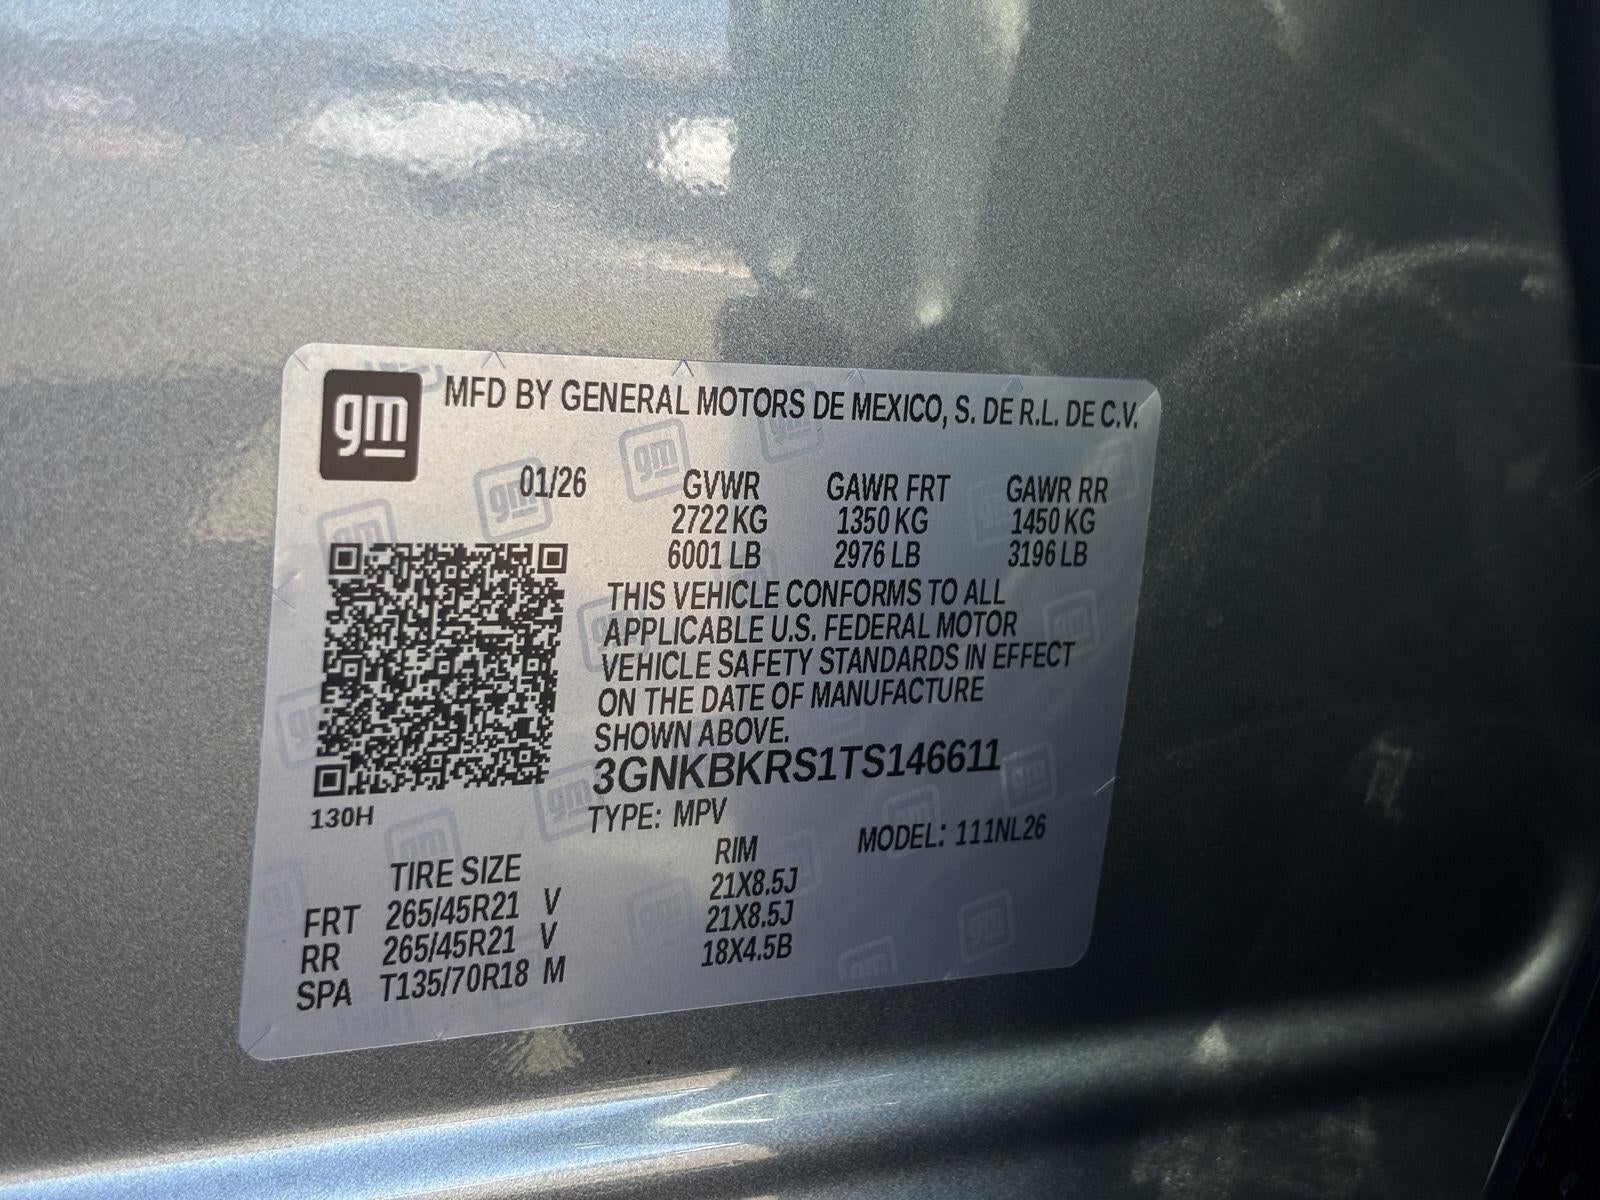 gm MFD BY GENERAL MOTORS DE MEXICO, S. DE R.L. DE C.V.
01/26 GVWR GAWR FRT GAWR RR
2722 KG 1350 KG 1450 KG
6001 LB 2976 LB 3196 LB
THIS VEHICLE CONFORMS TO ALL
APPLICABLE U.S. FEDERAL MOTOR
VEHICLE SAFETY STANDARDS IN EFFECT
ON THE DATE OF MANUFACTURE
SHOWN ABOVE.
3GNKBKRS1TS146611
130H
TYPE: MPV MODEL: 111NL26
TIRE SIZE RIM
FRT 265/45R21 V 21X8.5J
RR 265/45R21 V 21X8.5J
SPA T135/70R18 M 18X4.5B